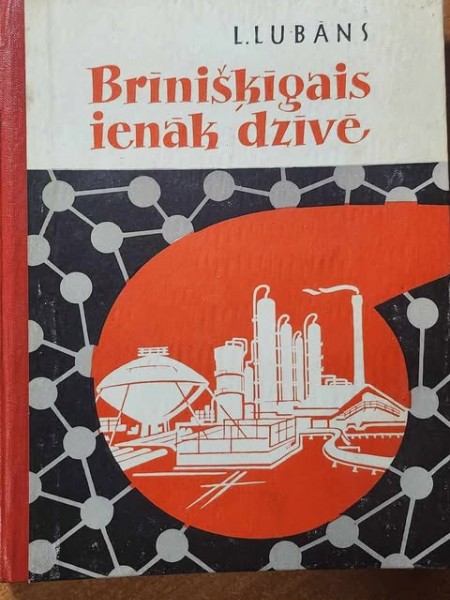 L.LUBĀNS
Brīnišķīgais
ienāk dzīvē